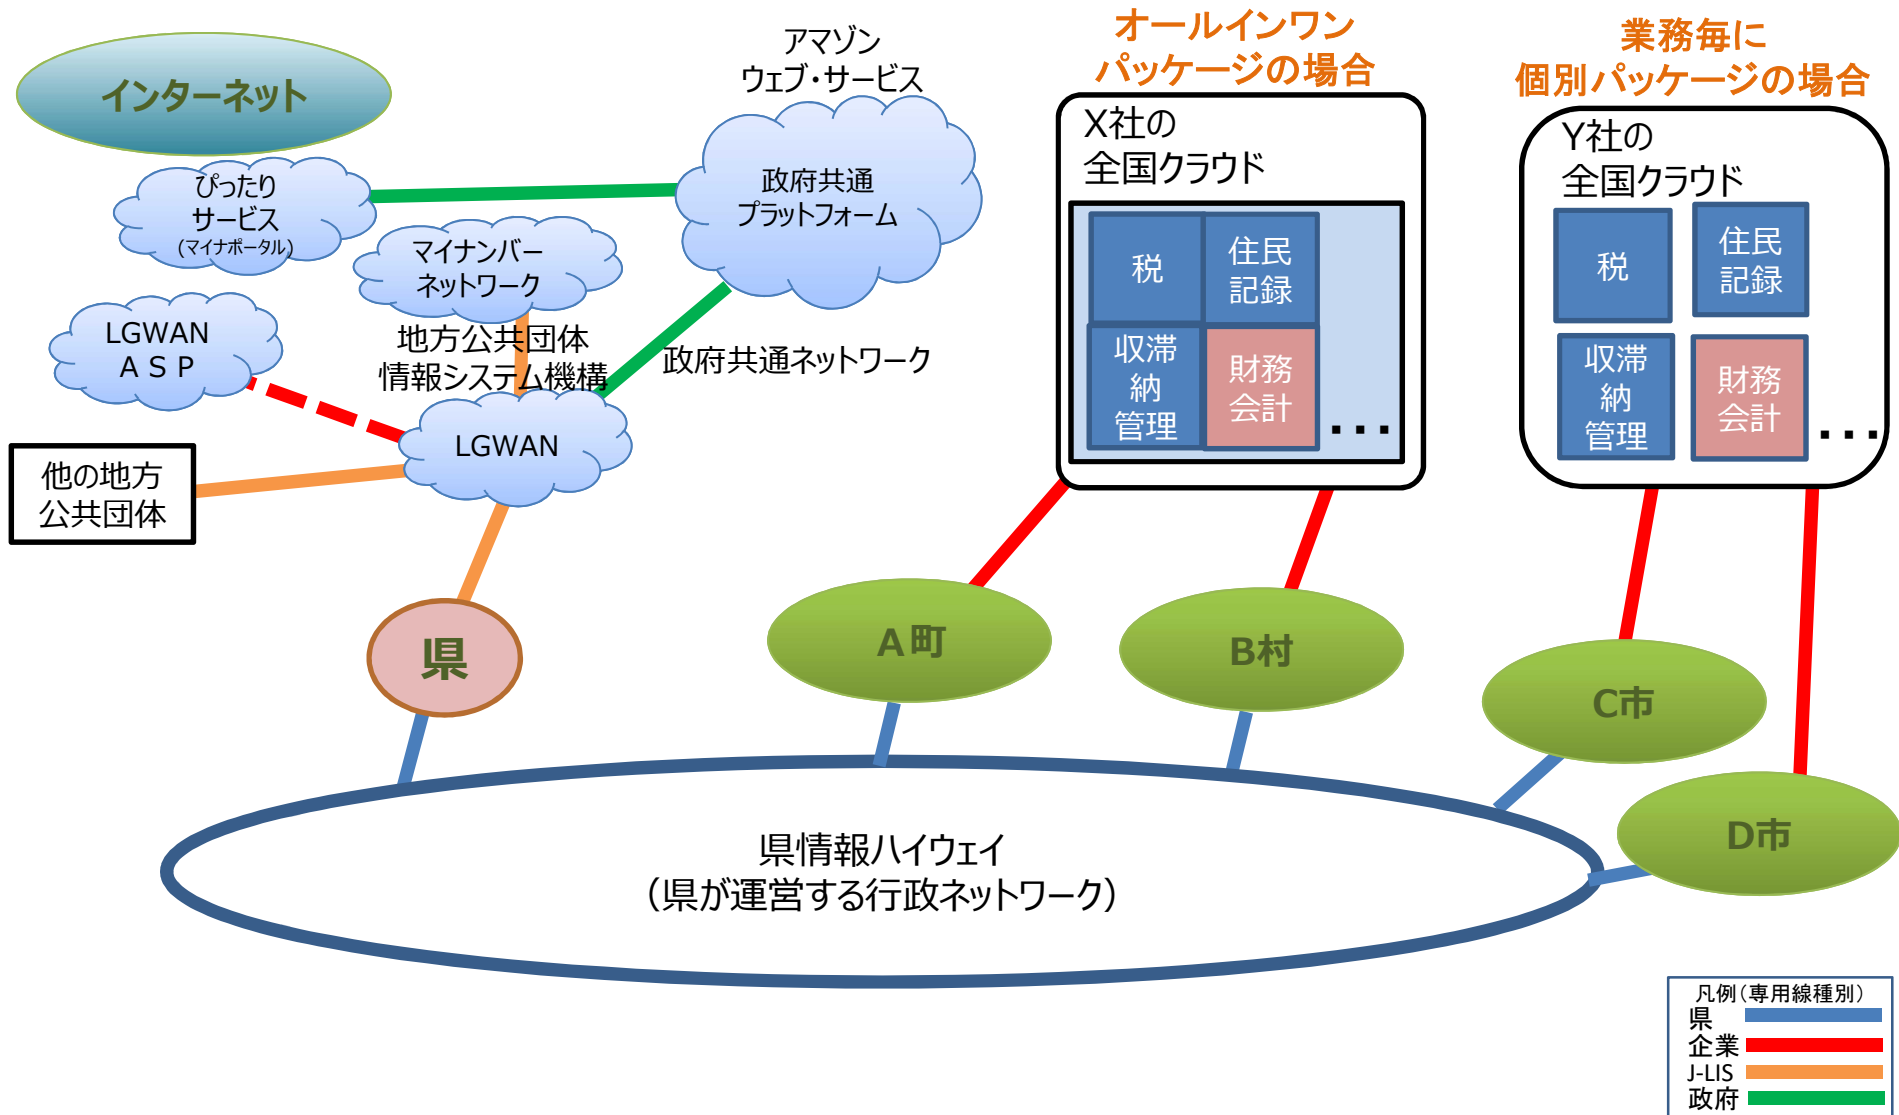 インターネット
アマゾン
ウェブ・サービス
オールインワン
パッケージの場合
業務毎に
個別パッケージの場合
ぴったり
サービス
(マイナポータル)
政府共通
プラットフォーム
マイナンバー
ネットワーク
LGWAN
ASP
地方公共団体
情報システム機構
政府共通ネットワーク
LGWAN
他の地方
公共団体
X社の
全国クラウド
税
住民
記録
収滞
納
管理
財務
会計
...
Y社の
全国クラウド
税
住民
記録
収滞
納
管理
財務
会計
...
県
A町
B村
C市
D市
県情報ハイウェイ
（県が運営する行政ネットワーク）
凡例（専用線種別）
県
企業
J-LIS
政府